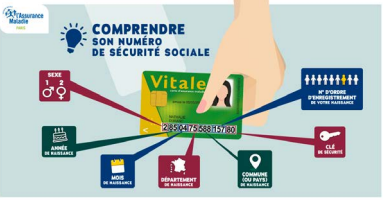 l'Assurance
Maladie
PARIS
COMPRENDRE
SON NUMÉRO
DE SÉCURITÉ SOCIALE
SEXE
1 2
Vitale
N° D'ORDRE
D'ENREGISTREMENT
DE VOTRE NAISSANCE
ANNÉE
DE NAISSANCE
CLÉ
DE SÉCURITÉ
MOIS
DE NAISSANCE
DÉPARTEMENT
DE NAISSANCE
COMMUNE
(OU PAYS)
DE NAISSANCE